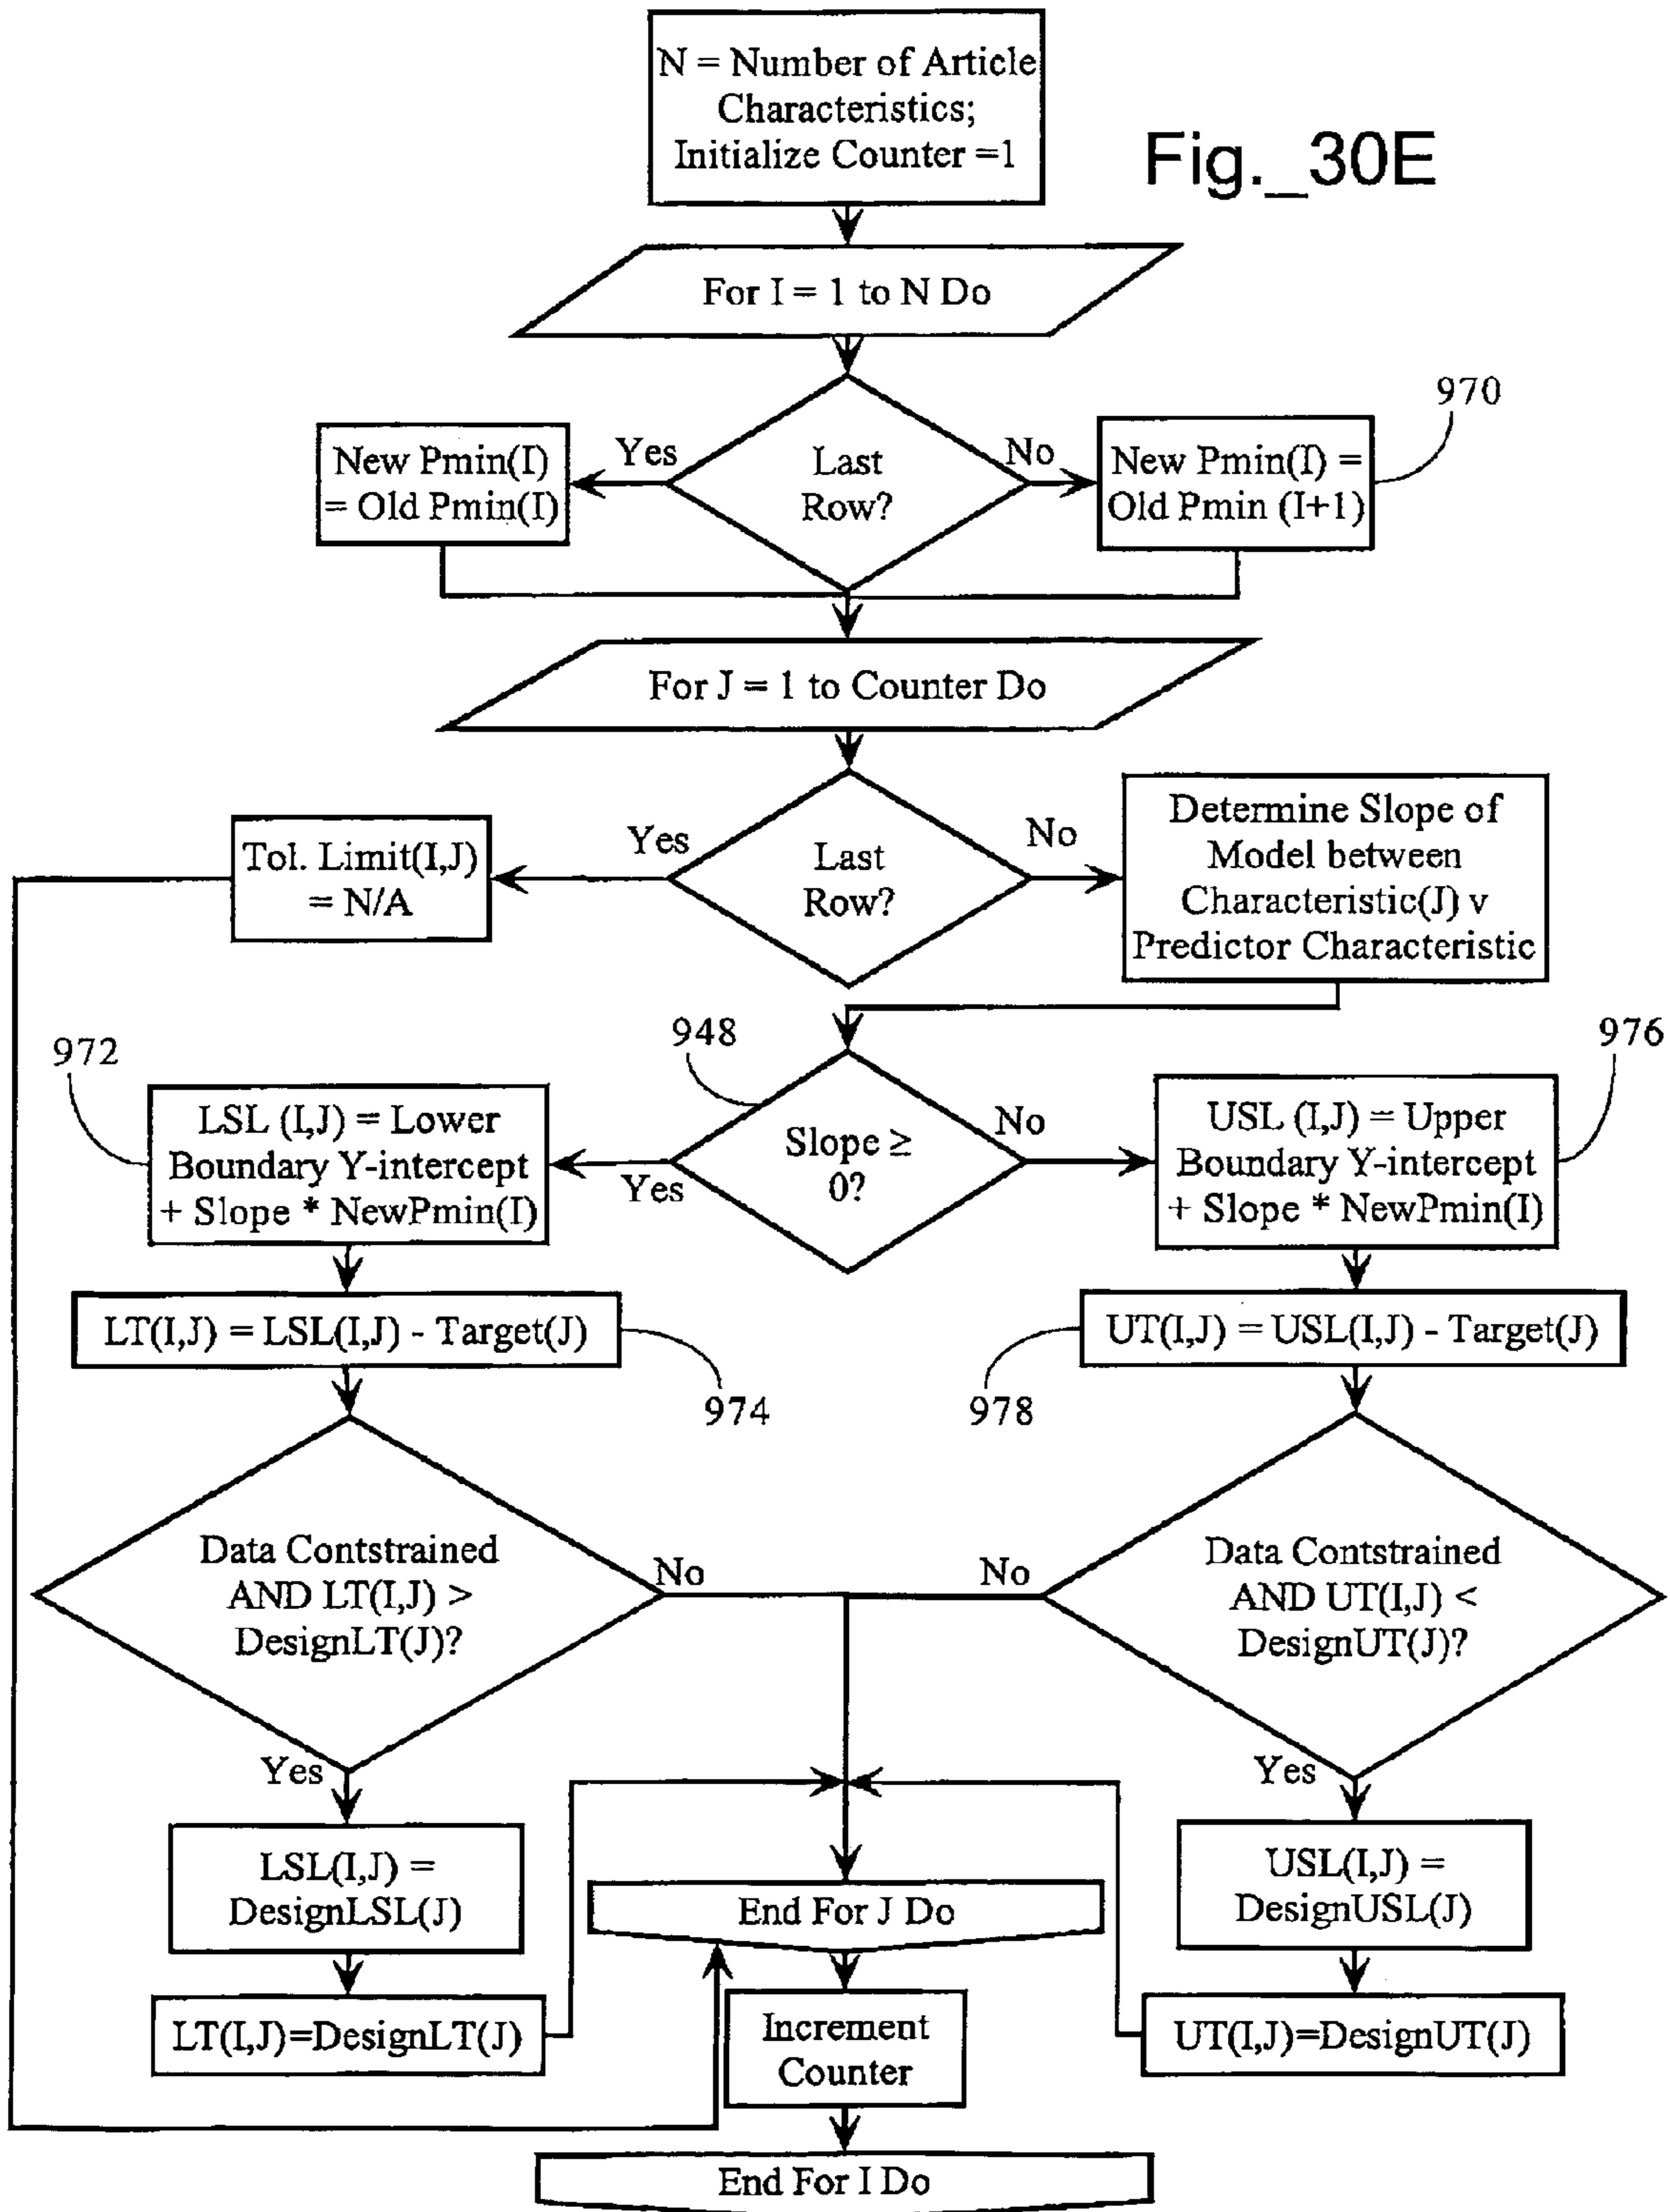 N = Number of Article
Characteristics;
Initialize Counter =1
Fig._30E
For I = 1 to N Do
970
New Pmin(I)
= Old Pmin(I)
Yes
Last
Row?
No
New Pmin(I) =
Old Pmin (I+1)
For J = 1 to Counter Do
Tol. Limit(I,J)
= N/A
Yes
Last
Row?
No
Determine Slope of
Model between
Characteristic(J) v
Predictor Characteristic
972
948
976
LSL (I,J) = Lower
Boundary Y-intercept
+ Slope * NewPmin(I)
Yes
Slope ≥
0?
No
USL (I,J) = Upper
Boundary Y-intercept
+ Slope * NewPmin(I)
LT(I,J) = LSL(I,J) - Target(J)
UT(I,J) = USL(I,J) - Target(J)
974
978
Data Contstrained
AND LT(I,J) >
DesignLT(J)?
No
No
Data Contstrained
AND UT(I,J) <
DesignUT(J)?
Yes
Yes
LSL(I,J) =
DesignLSL(J)
End For J Do
USL(I,J) =
DesignUSL(J)
LT(I,J)=DesignLT(J)
Increment
Counter
UT(I,J)=DesignUT(J)
End For I Do